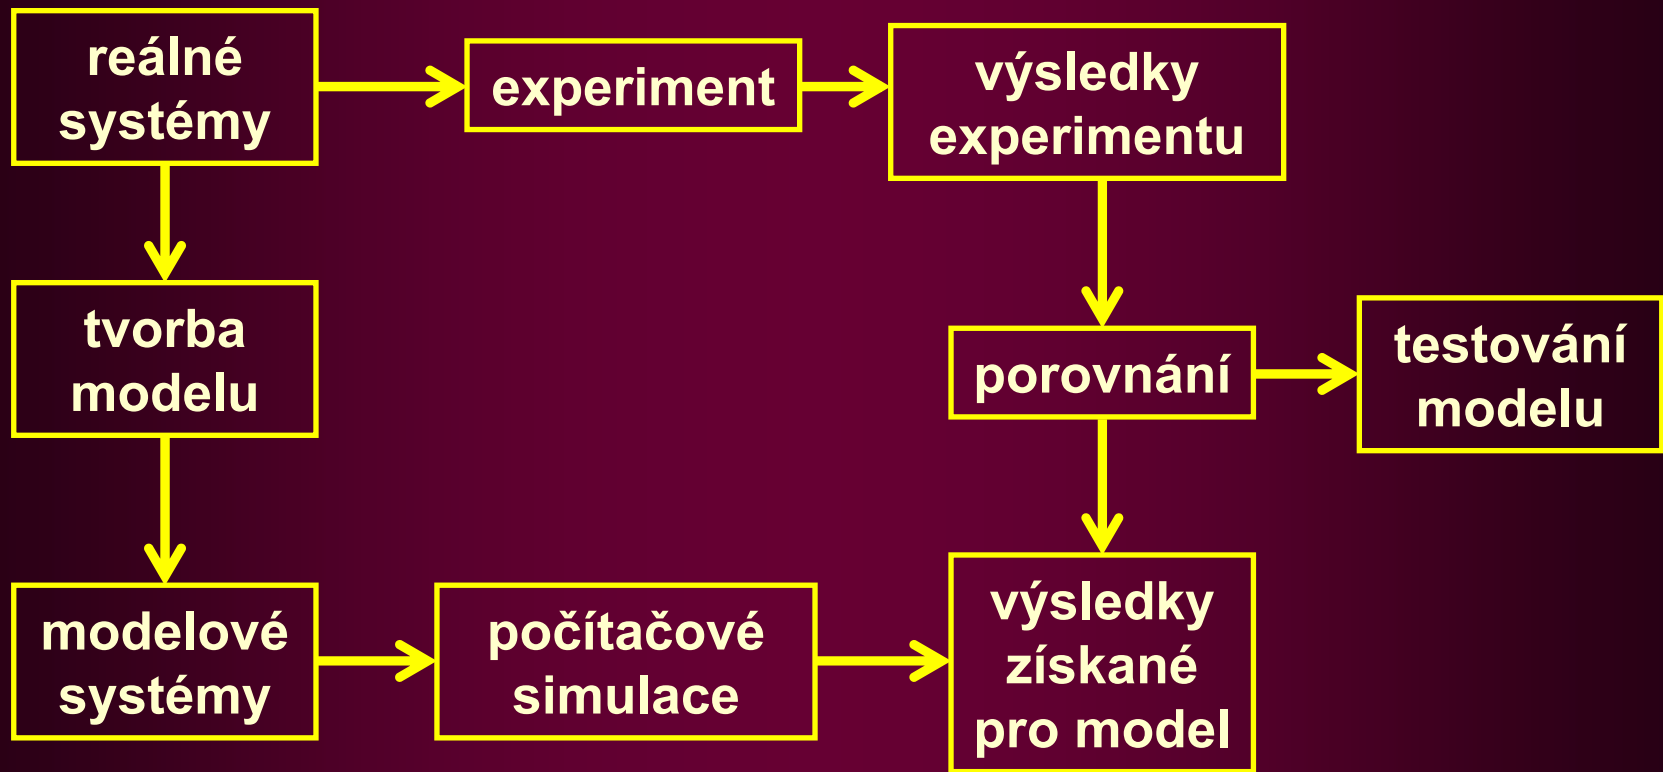 reálné
systémy
experiment
výsledky
experimentu
tvorba
modelu
porovnání
testování
modelu
modelové
systémy
počítačové
simulace
výsledky
získané
pro model